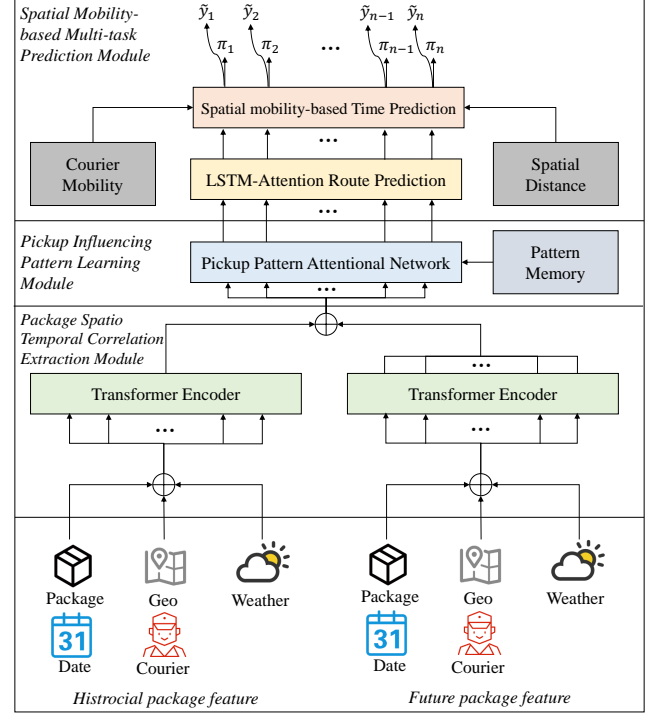 Spatial Mobility-
based Multi-task
Prediction Module
ỹ₁ ỹ₂ ỹₙ₋₁ ỹₙ
π₁ π₂ ... πₙ₋₁ πₙ
Spatial mobility-based Time Prediction
...
Courier
Mobility
LSTM-Attention Route Prediction
Spatial
Distance
...
Pickup Influencing
Pattern Learning
Module
Pickup Pattern Attentional Network
Pattern
Memory
...
Package Spatio
Temporal Correlation
Extraction Module
...
Transformer Encoder
Transformer Encoder
...
...
Package
Geo
Weather
Package
Geo
Weather
31
Date
Courier
31
Date
Courier
Histrocial package feature
Future package feature